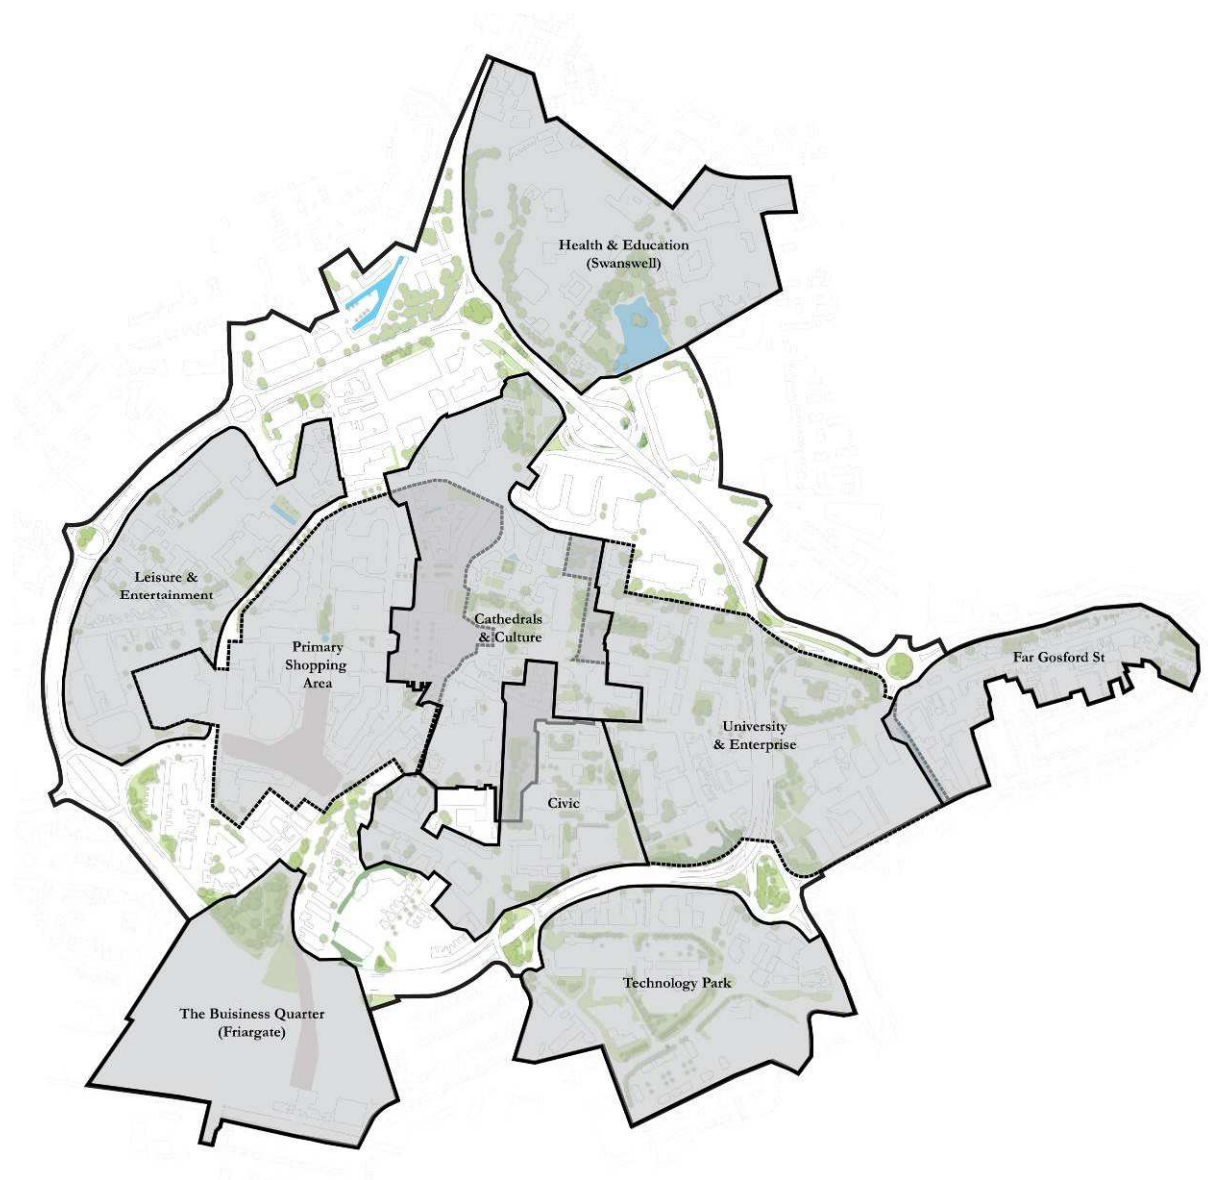 Health & Education
(Swanswell)
Leisure &
Entertainment
Primary
Shopping
Area
Cathedrals
& Culture
Far Gosford St
University
& Enterprise
Civic
Technology Park
The Buisiness Quarter
(Friargate)